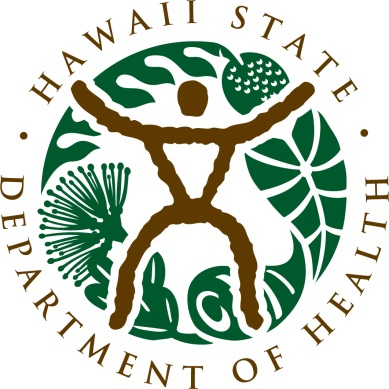 HAWAII STATE
DEPARTMENT OF HEALTH